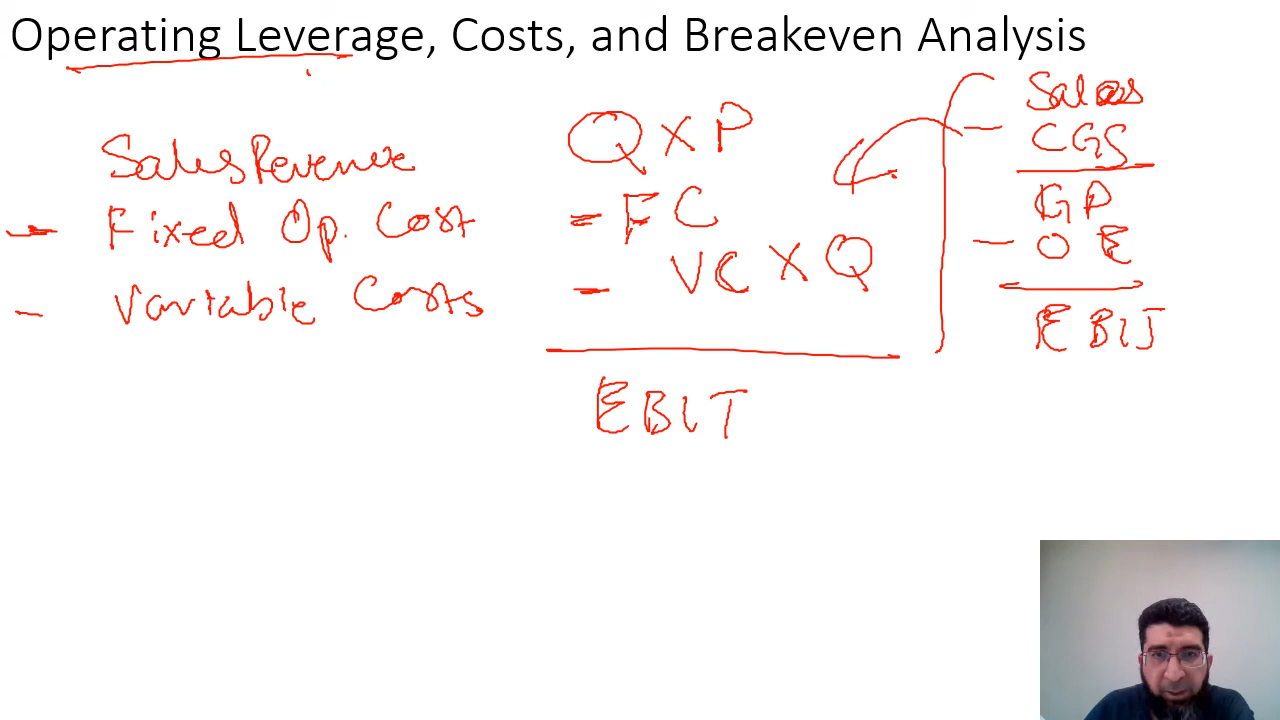 Operating Leverage, Costs, and Breakeven Analysis
Sales Revenue
- Fixed Op. Cost
- Variable Costs
Q X P
- FC
- VC X Q
EBIT
Sales
- CGS
GP
- OE
EBIT